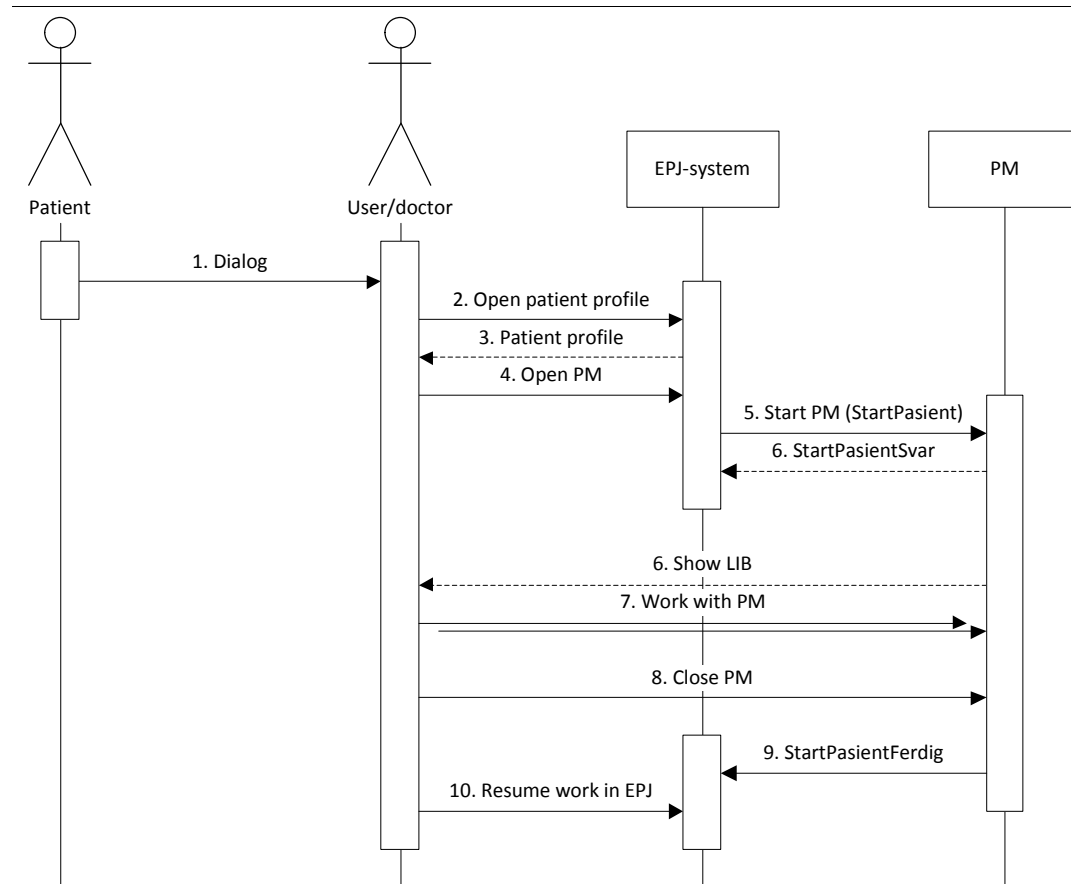 EPJ-system
PM
Patient
User/doctor
1. Dialog
2. Open patient profile
3. Patient profile
4. Open PM
5. Start PM (StartPasient)
6. StartPasientSvar
6. Show LIB
7. Work with PM
8. Close PM
9. StartPasientFerdig
10. Resume work in EPJ